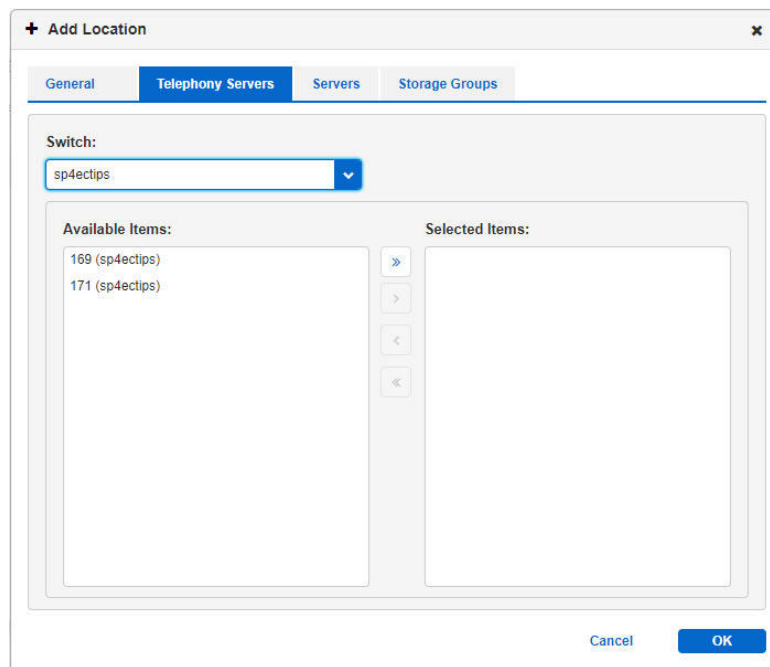 Add Location
General Telephony Servers Servers Storage Groups
Switch:
sp4ectips
Available Items: Selected Items:
169 (sp4ectips)
171 (sp4ectips)
Cancel OK